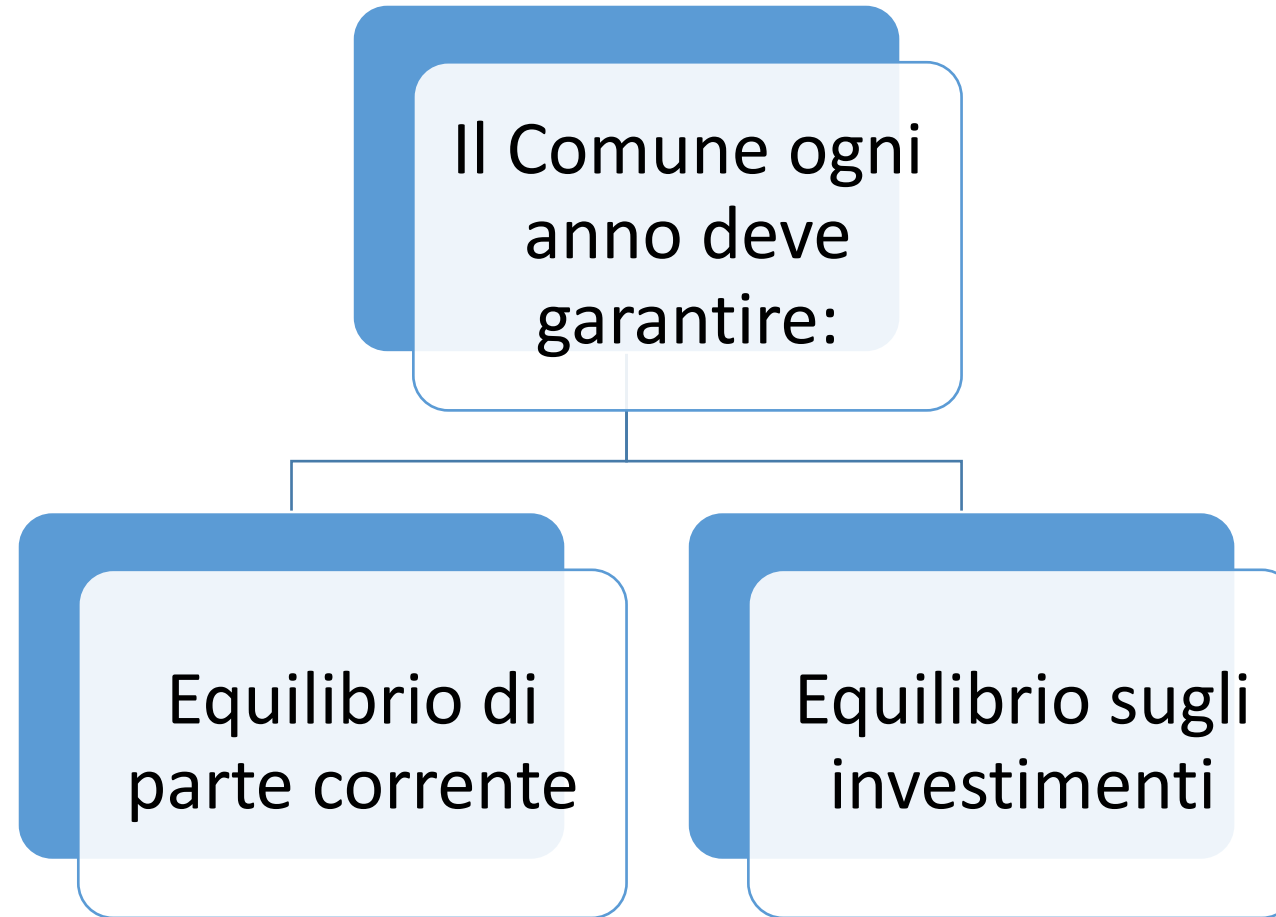 Il Comune ogni
anno deve
garantire:
Equilibrio di
parte corrente
Equilibrio sugli
investimenti